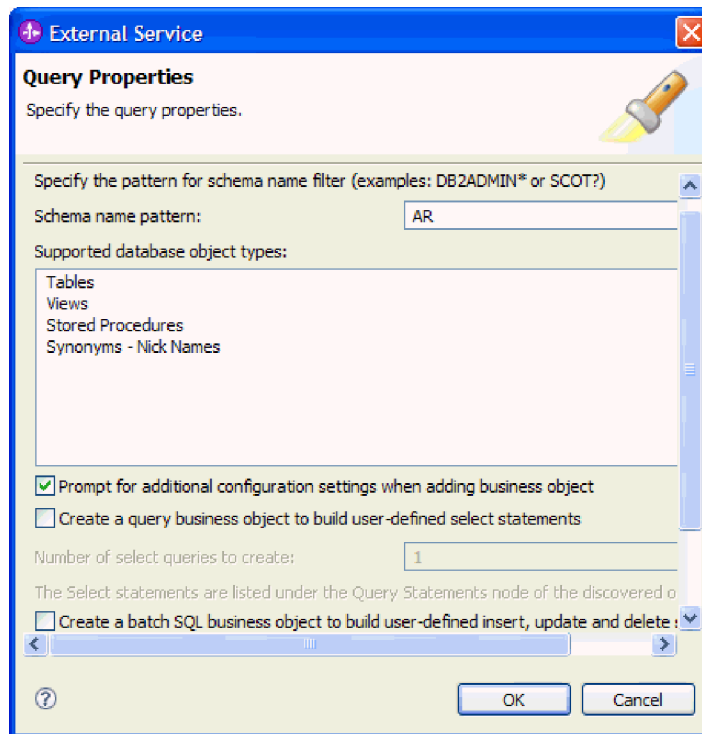 External Service
Query Properties
Specify the query properties.
Specify the pattern for schema name filter (examples: DB2ADMIN* or SCOT?)
Schema name pattern: AR
Supported database object types:
Tables
Views
Stored Procedures
Synonyms - Nick Names
Prompt for additional configuration settings when adding business object
Create a query business object to build user-defined select statements
Number of select queries to create: 1
The Select statements are listed under the Query Statements node of the discovered o
Create a batch SQL business object to build user-defined insert, update and delete s
? OK Cancel